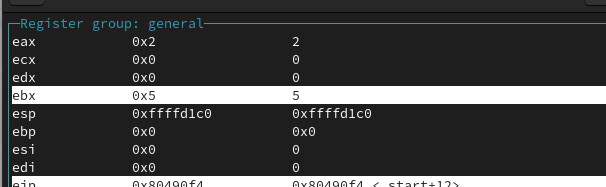 Register group: general
eax 0x2 2
ecx 0x0 0
edx 0x0 0
ebx 0x5 5
esp 0xffffd1c0 0xffffd1c0
ebp 0x0 0x0
esi 0x0 0
edi 0x0 0
eip 0x80490f4 0x80490f4 <_start+12>